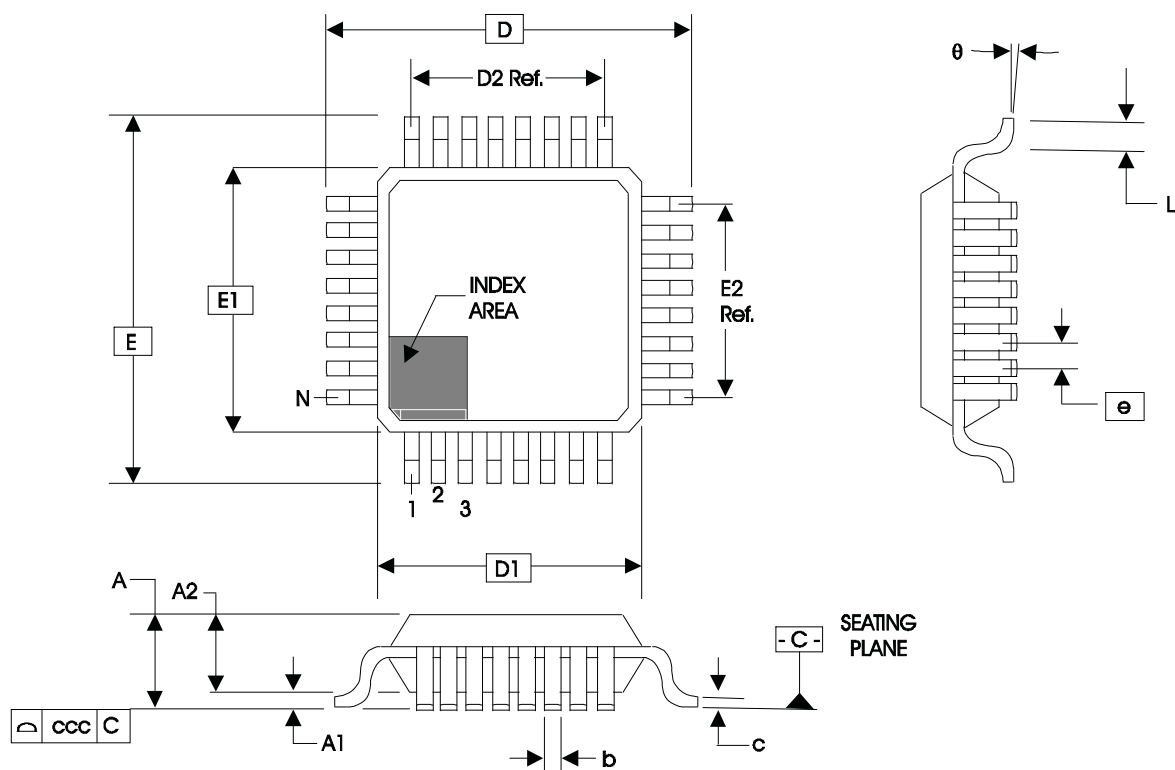 D
θ
D2 Ref.
L
E1
INDEX
AREA
E2
Ref.
E
N
e
1
2
3
D1
A
A2
- C -
SEATING
PLANE
ccc C
A1
b
c